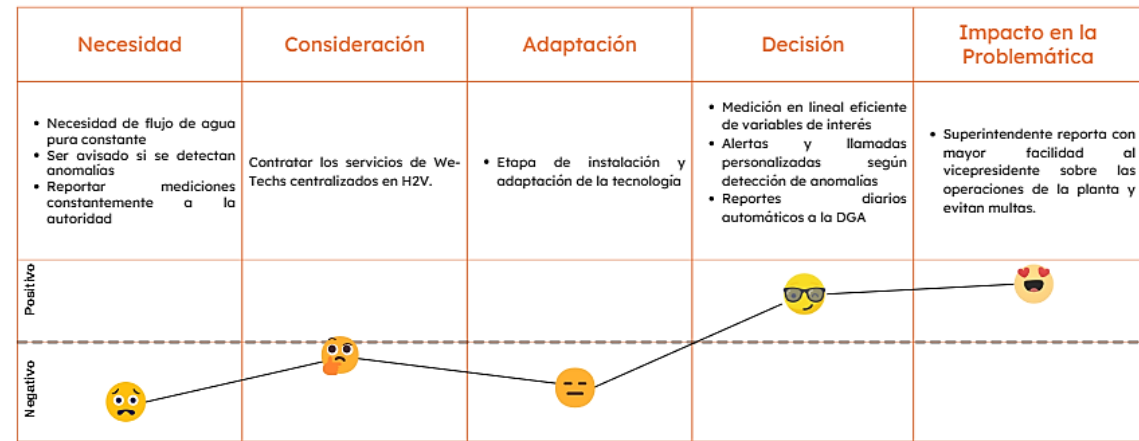 Necesidad
Consideración
Adaptación
Decisión
Impacto en la
Problemática
• Necesidad de flujo de agua
pura constante
• Ser avisado si se detectan
anomalías
• Reportar mediciones
constantemente a la
autoridad
Contratar los servicios de We-
Techs centralizados en H2V.
• Etapa de instalación y
adaptación de la tecnología
• Medición en lineal eficiente
de variables de interés
• Alertas y llamadas
personalizadas según
detección de anomalías
• Reportes diarios
automáticos a la DGA
• Superintendente reporta con
mayor facilidad al
vicepresidente sobre las
operaciones de la planta y
evitan multas.
Positivo
Negativo